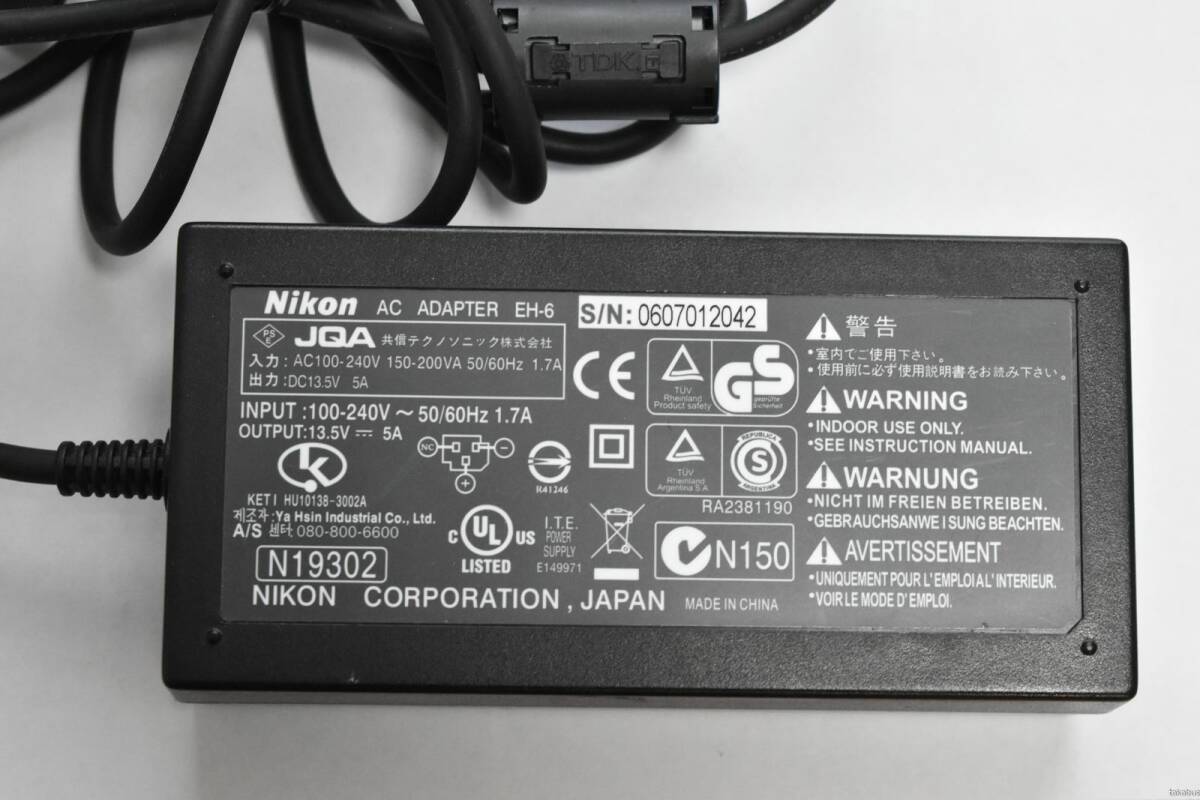 TDK
Nikon AC ADAPTER EH-6
S/N: 0607012042
PS E JQA 共信テクノソニック株式会社
入力 : AC100-240V 150-200VA 50/60Hz 1.7A
出力 : DC13.5V 5A
INPUT :100-240V ～ 50/60Hz 1.7A
OUTPUT:13.5V ⎓ 5A
NC - +
R41246
KETI HU10138-3002A
제조자 : Ya Hsin Industrial Co., Ltd.
A/S 센터: 080-800-6600
N19302
C UL US
LISTED
I.T.E.
POWER
SUPPLY
E149971
CE
TÜV
Rheinland
Product safety
GS
geprüfte
Sicherheit
TÜV
Rheinland
Argentina S.A
REPUBLICA
S
ARGENTINA
RA2381190
N150
NIKON CORPORATION , JAPAN MADE IN CHINA
警告
•室内でご使用下さい。
•使用前に必ず使用説明書をお読み下さい。
WARNING
•INDOOR USE ONLY.
•SEE INSTRUCTION MANUAL.
WARNUNG
•NICHT IM FREIEN BETREIBEN.
•GEBRAUCHSANWEISUNG BEACHTEN.
AVERTISSEMENT
•UNIQUEMENT POUR L'EMPLOI A L'INTERIEUR.
•VOIR LE MODE D'EMPLOI.
takabus